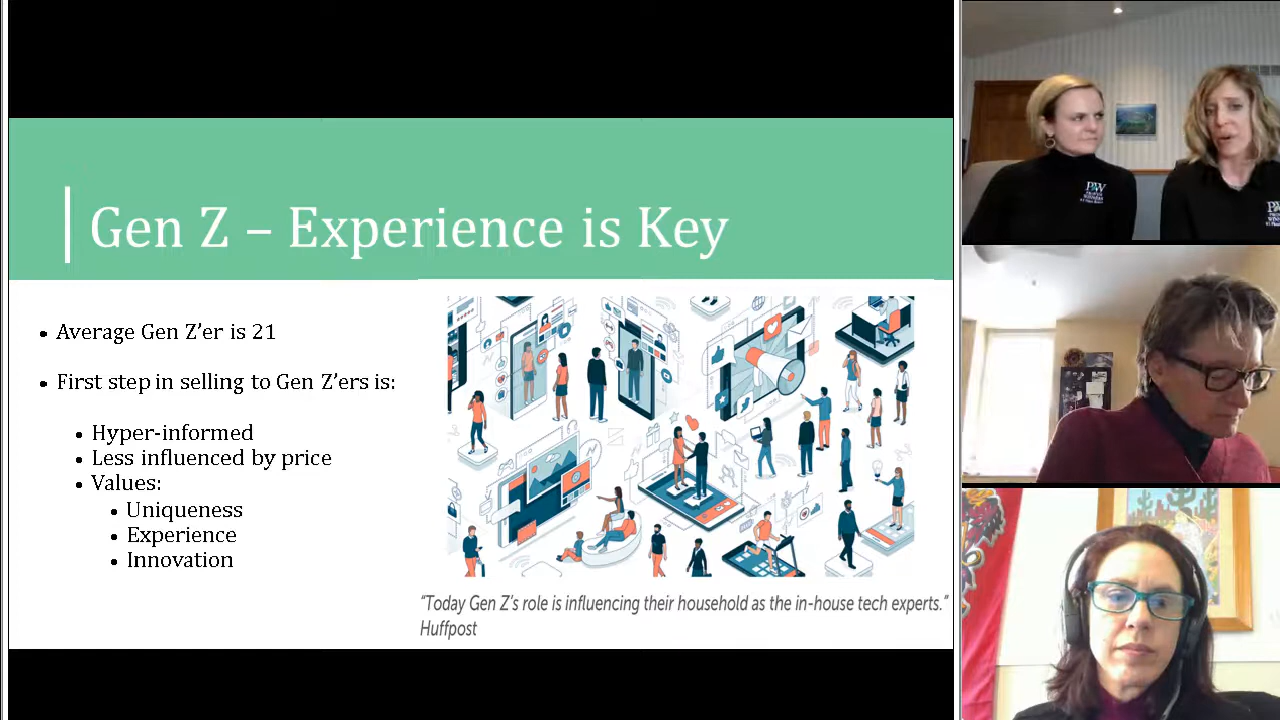 Gen Z – Experience is Key
• Average Gen Z’er is 21
• First step in selling to Gen Z’ers is:
• Hyper-informed
• Less influenced by price
• Values:
• Uniqueness
• Experience
• Innovation
“Today Gen Z’s role is influencing their household as the in-house tech experts.”
Huffpost
PW
PW